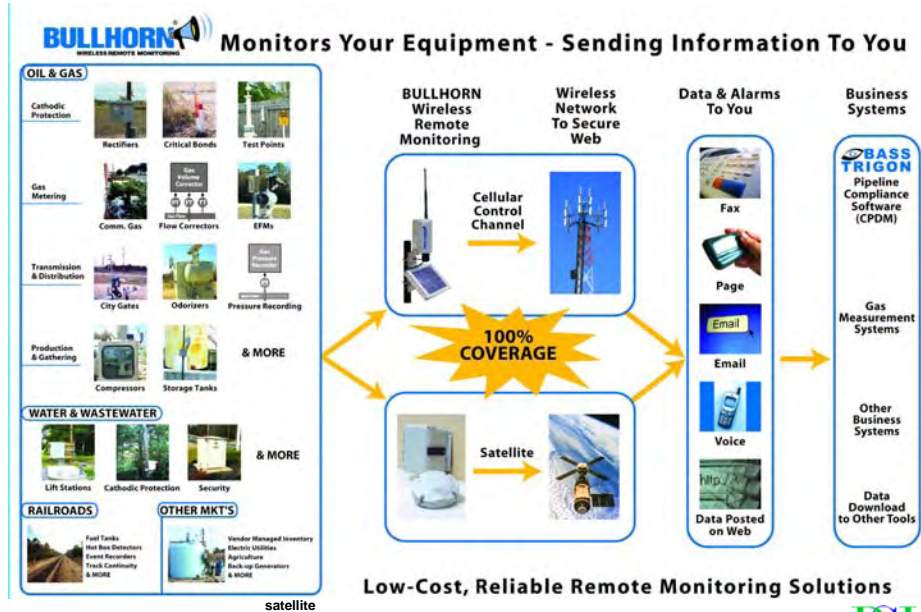 BULLHORN®
WIRELESS REMOTE MONITORING
Monitors Your Equipment - Sending Information To You
OIL & GAS
Cathodic
Protection
Rectifiers
Critical Bonds
Test Points
Gas
Metering
Gas
Volume
Corrector
Comm. Gas
Flow Correctors
EFMs
Transmission
& Distribution
Gas
Pressure
Recorder
City Gates
Odorizers
Pressure Recording
Production
& Gathering
& MORE
Compressors
Storage Tanks
WATER & WASTEWATER
& MORE
Lift Stations
Cathodic Protection
Security
RAILROADS
Fuel Tanks
Hot Box Detectors
Event Recorders
Track Continuity
& MORE
OTHER MKT'S
Vendor Managed Inventory
Electric Utilities
Agriculture
Back-up Generators
& MORE
BULLHORN
Wireless
Remote
Monitoring
Wireless
Network
To Secure
Web
Cellular
Control
Channel
100%
COVERAGE
Satellite
Data & Alarms
To You
Fax
Page
Email
Email
Voice
http://
Data Posted
on Web
Business
Systems
BASS
TRIGON
Pipeline
Compliance
Software
(CPDM)
Gas
Measurement
Systems
Other
Business
Systems
Data
Download
to Other Tools
Low-Cost, Reliable Remote Monitoring Solutions
satellite